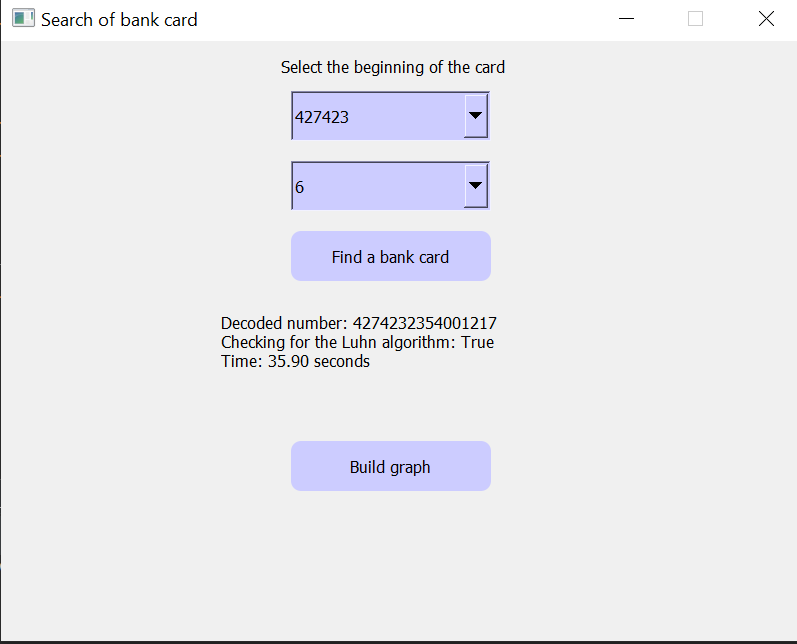 Search of bank card
Select the beginning of the card
427423
6
Find a bank card
Decoded number: 4274232354001217
Checking for the Luhn algorithm: True
Time: 35.90 seconds
Build graph